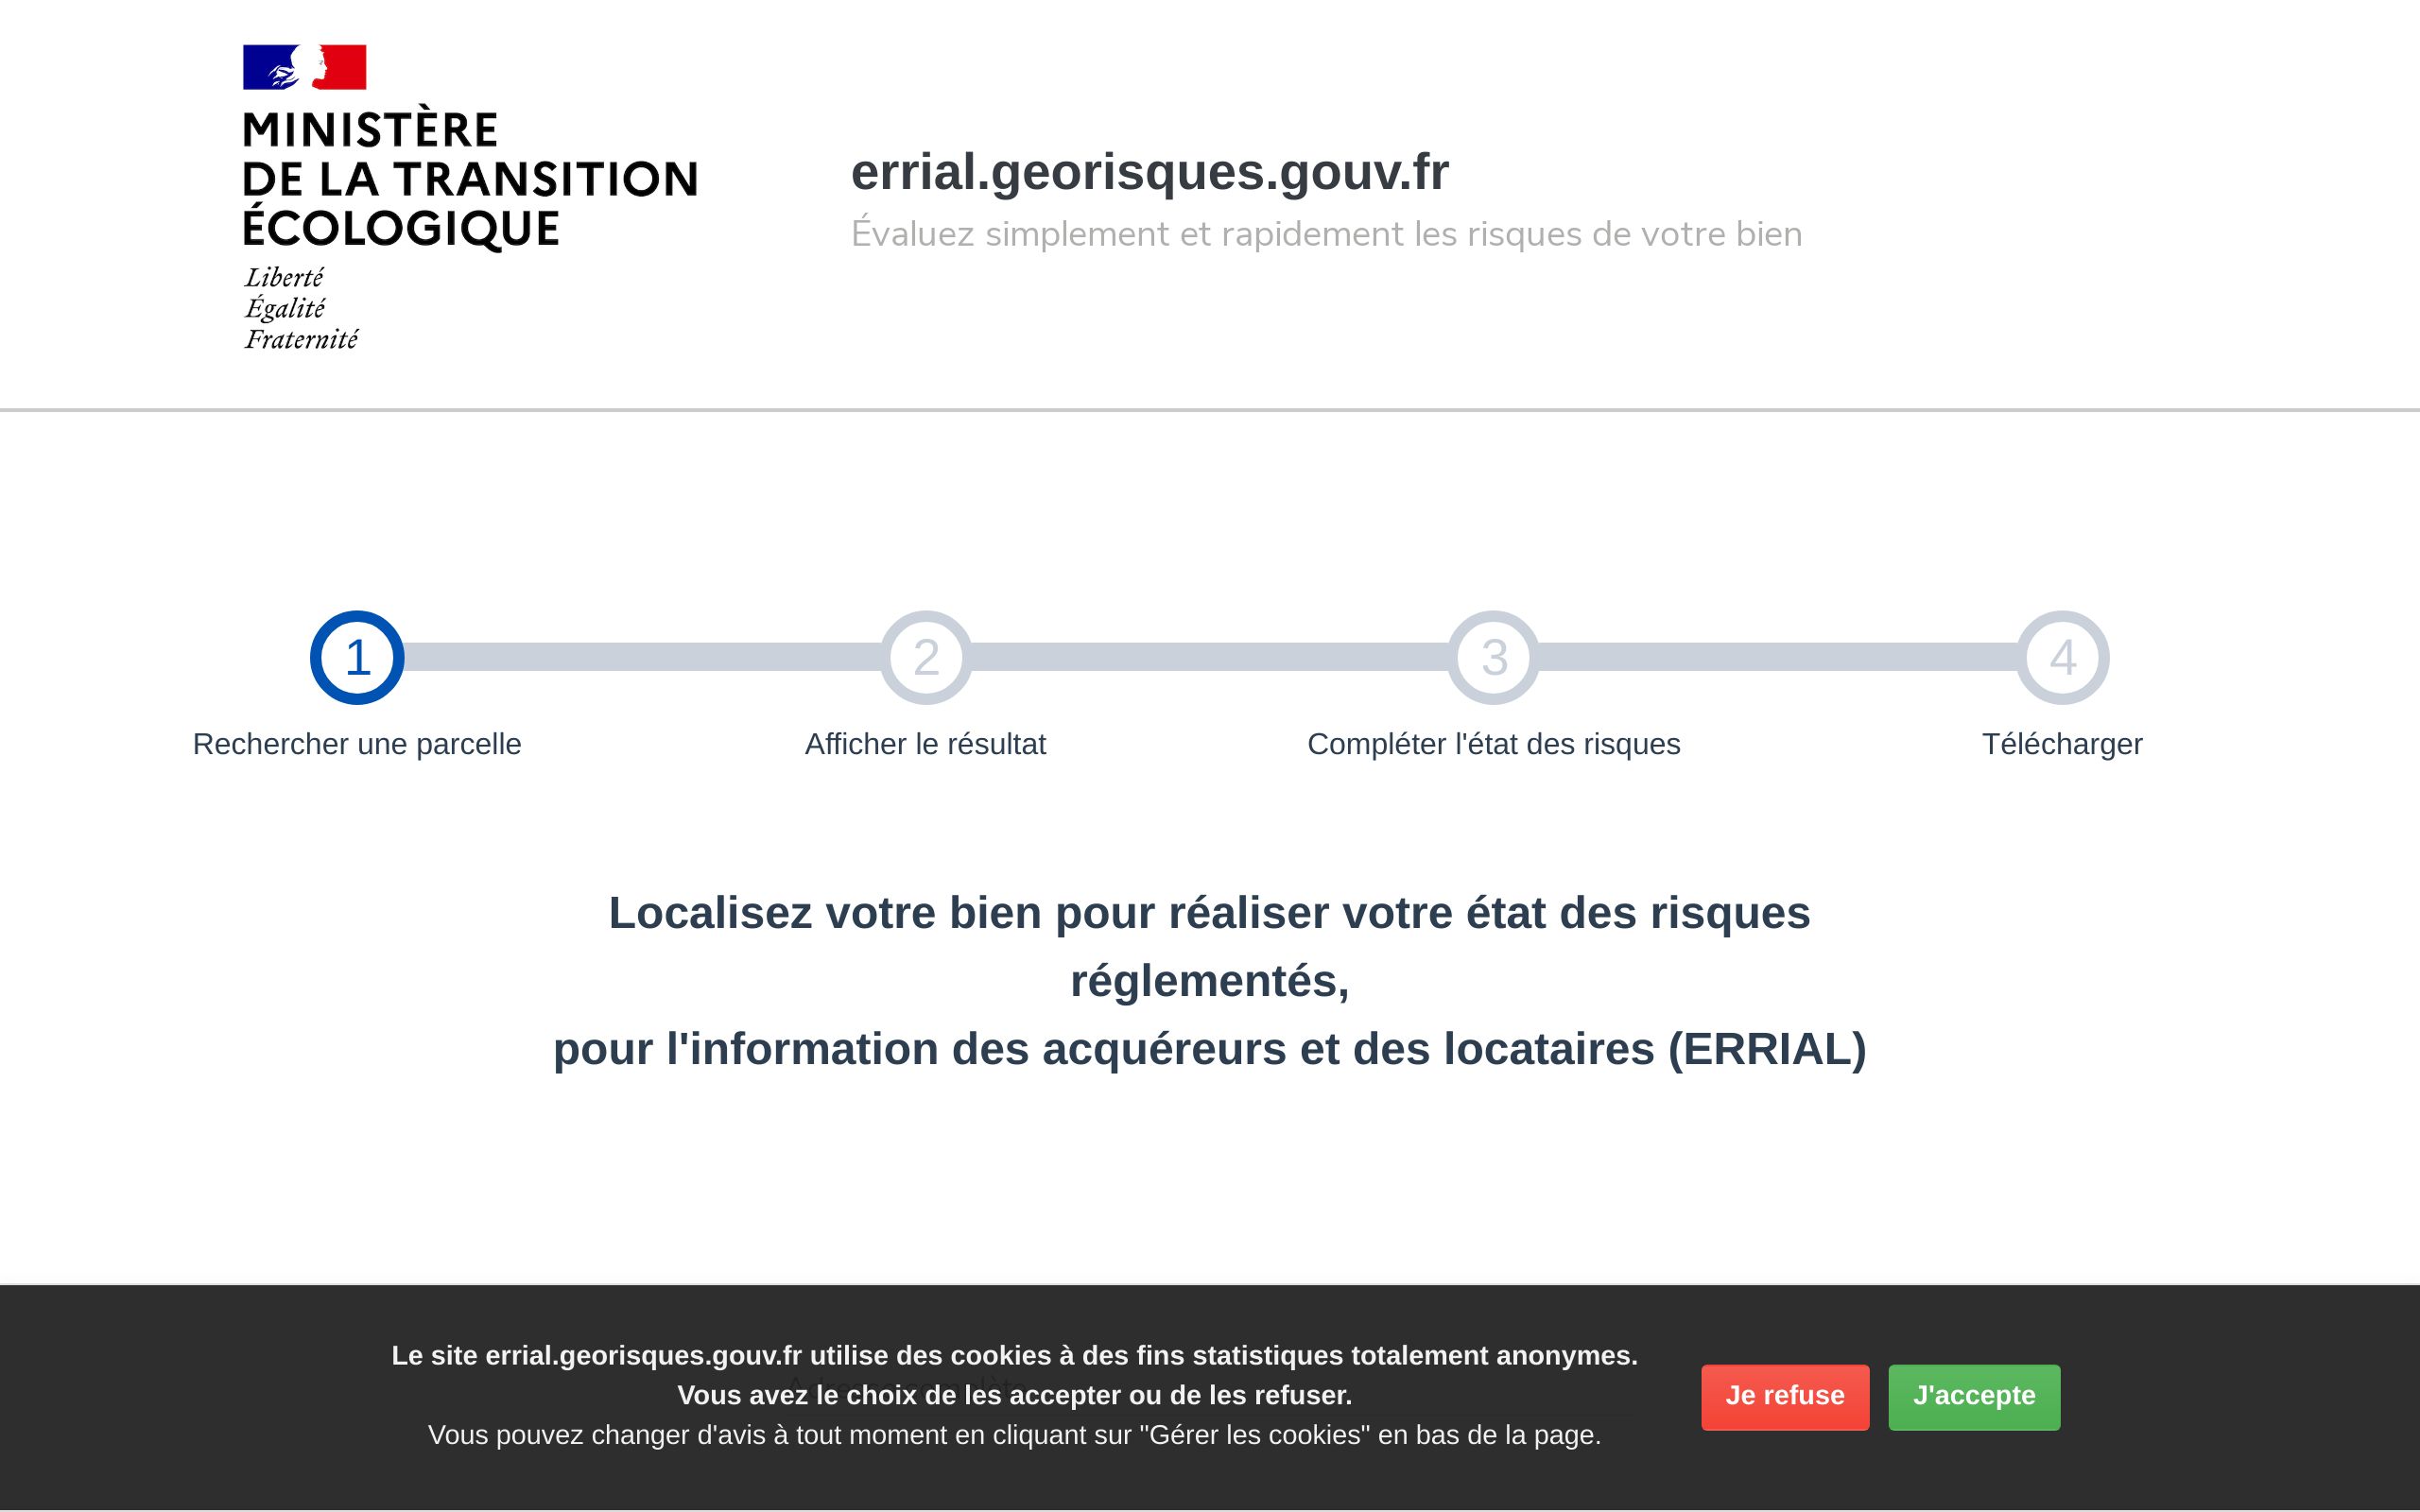 MINISTÈRE
DE LA TRANSITION
ÉCOLOGIQUE
Liberté
Égalité
Fraternité
errial.georisques.gouv.fr
Évaluez simplement et rapidement les risques de votre bien
1
2
3
4
Rechercher une parcelle
Afficher le résultat
Compléter l'état des risques
Télécharger
Localisez votre bien pour réaliser votre état des risques
réglementés,
pour l'information des acquéreurs et des locataires (ERRIAL)
Le site errial.georisques.gouv.fr utilise des cookies à des fins statistiques totalement anonymes.
Vous avez le choix de les accepter ou de les refuser.
Vous pouvez changer d'avis à tout moment en cliquant sur "Gérer les cookies" en bas de la page.
Je refuse
J'accepte